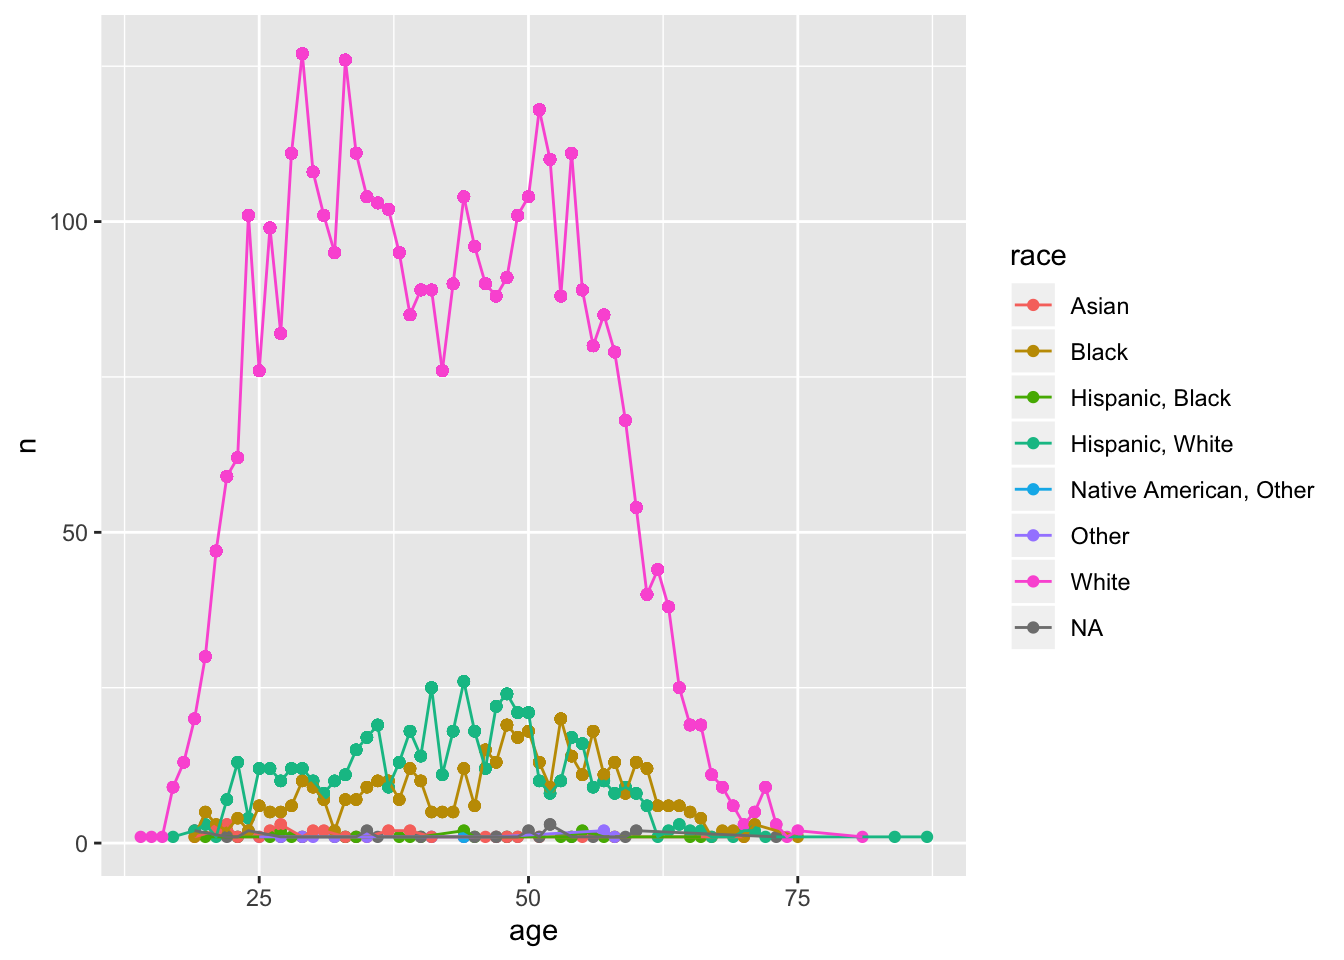 n
100
50
0
25
50
75
age
race
Asian
Black
Hispanic, Black
Hispanic, White
Native American, Other
Other
White
NA